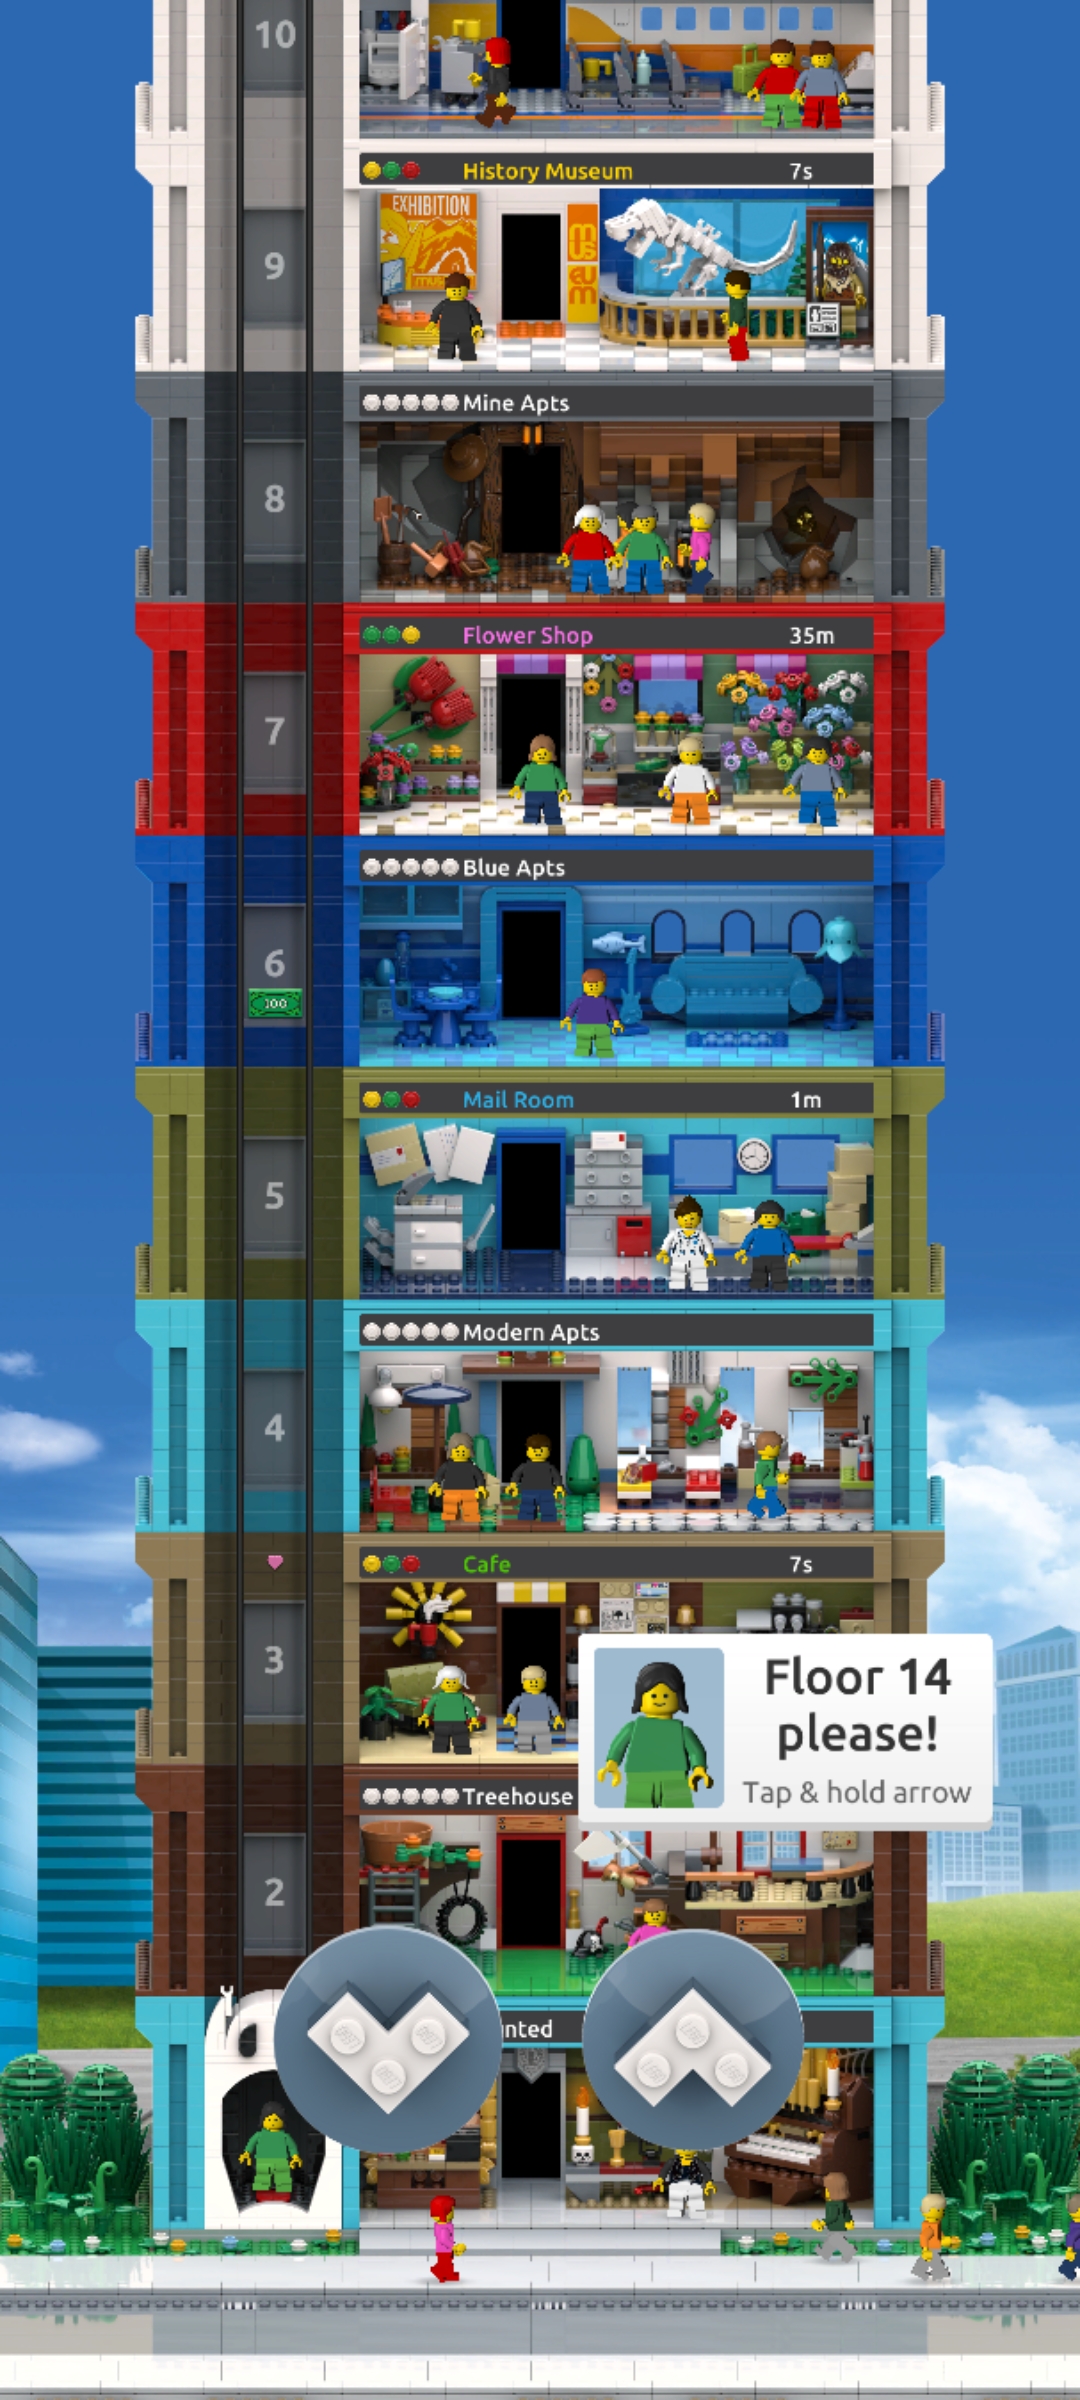 10
History Museum 7s
EXHIBITION
museum
9
Mine Apts
8
Flower Shop 35m
7
Blue Apts
6
100
Mail Room 1m
5
Modern Apts
4
Cafe 7s
3
Floor 14
please!
Tap & hold arrow
Treehouse
2
nted